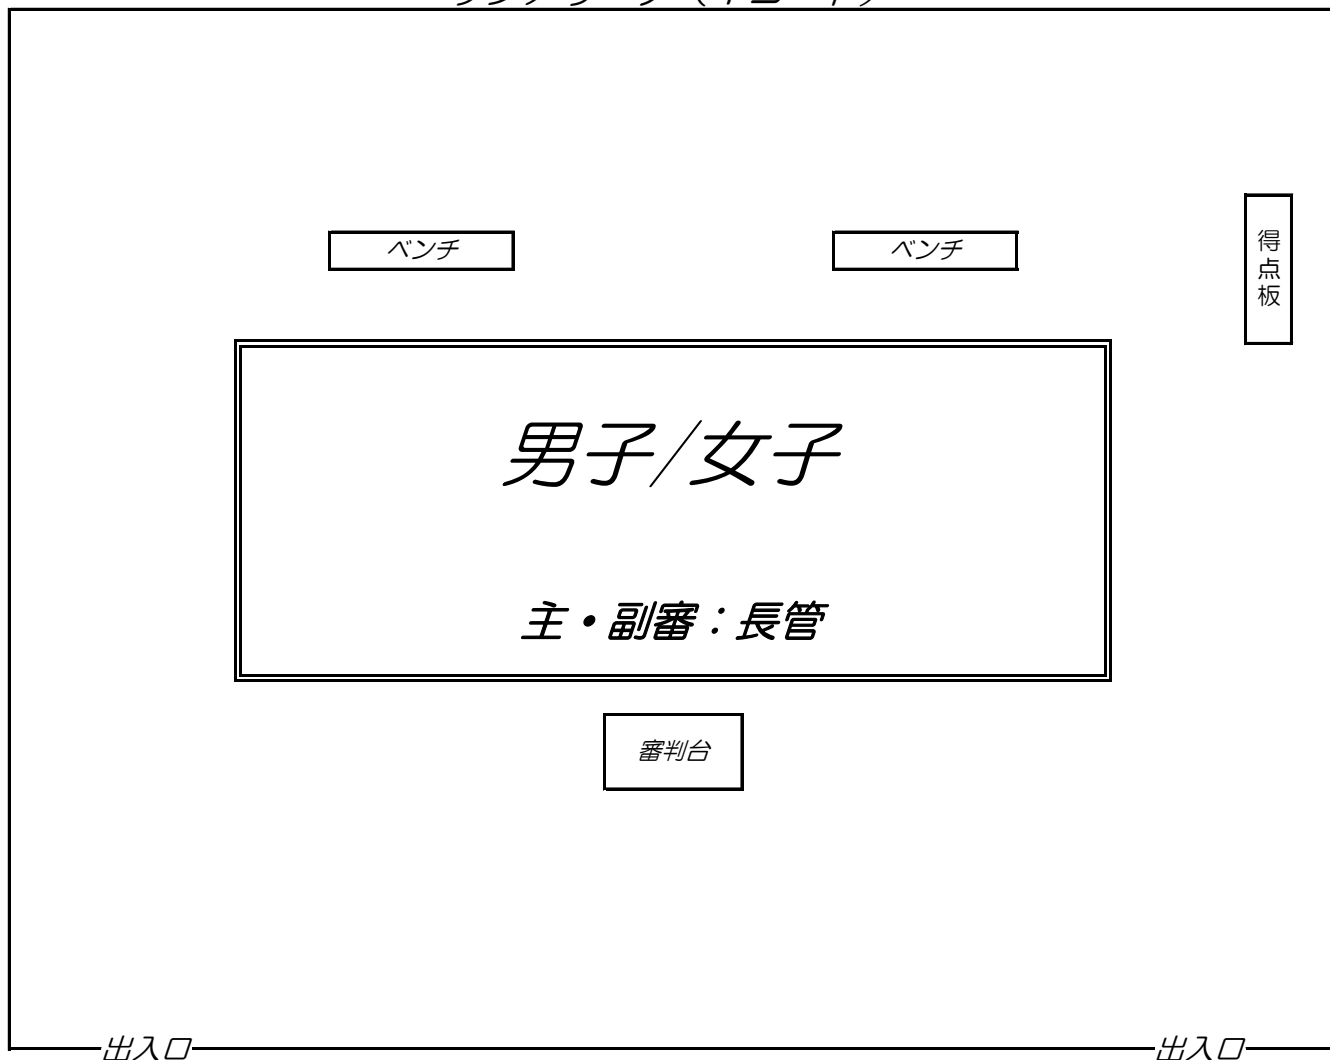 ベンチ
ベンチ
得点板
男子/女子
主・副審：長管
審判台
出入口
出入口